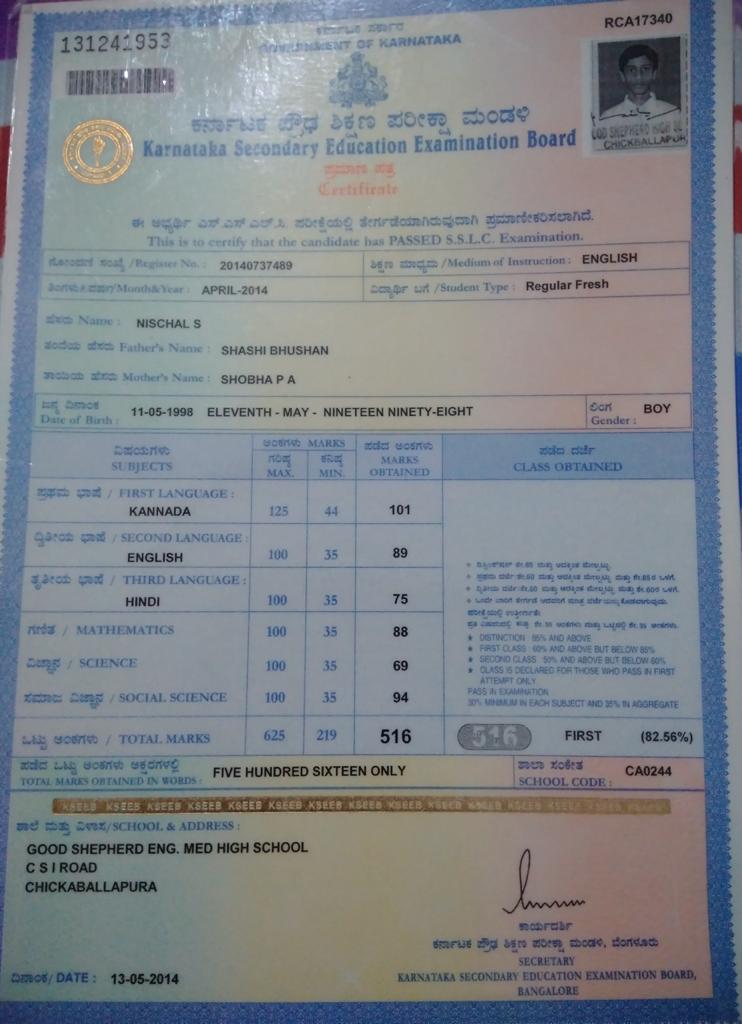 131241953
RCA17340
ಕರ್ನಾಟಕ ಸರ್ಕಾರ
GOVERNMENT OF KARNATAKA
ಕರ್ನಾಟಕ ಪ್ರೌಢ ಶಿಕ್ಷಣ ಪರೀಕ್ಷಾ ಮಂಡಳಿ
Karnataka Secondary Education Examination Board
ಪ್ರಮಾಣ ಪತ್ರ
Certificate
CHICKBALLAPUR
ಈ ಅಭ್ಯರ್ಥಿ ಎಸ್.ಎಸ್.ಎಲ್.ಸಿ. ಪರೀಕ್ಷೆಯಲ್ಲಿ ತೇರ್ಗಡೆಯಾಗಿರುವುದಾಗಿ ಪ್ರಮಾಣೀಕರಿಸಲಾಗಿದೆ.
This is to certify that the candidate has PASSED S.S.L.C. Examination.
ನೋಂದಣಿ ಸಂಖ್ಯೆ /Register No. : 20140737489 ಶಿಕ್ಷಣ ಮಾಧ್ಯಮ /Medium of Instruction : ENGLISH
Month&Year : APRIL-2014 ವಿದ್ಯಾರ್ಥಿ ಬಗೆ /Student Type : Regular Fresh
ಹೆಸರು Name : NISCHAL S
ತಂದೆಯ ಹೆಸರು Father's Name : SHASHI BHUSHAN
ತಾಯಿಯ ಹೆಸರು Mother's Name : SHOBHA P A
ಜನ್ಮ ದಿನಾಂಕ
Date of Birth : 11-05-1998 ELEVENTH - MAY - NINETEEN NINETY-EIGHT
ಲಿಂಗ
Gender : BOY
ವಿಷಯಗಳು
SUBJECTS
ಅಂಕಗಳು MARKS
ಗರಿಷ್ಠ ಕನಿಷ್ಠ
MAX. MIN.
ಪಡೆದ ಅಂಕಗಳು
MARKS
OBTAINED
ಪಡೆದ ದರ್ಜೆ
CLASS OBTAINED
ಪ್ರಥಮ ಭಾಷೆ / FIRST LANGUAGE :
KANNADA 125 44 101
ದ್ವಿತೀಯ ಭಾಷೆ / SECOND LANGUAGE :
ENGLISH 100 35 89
ತೃತೀಯ ಭಾಷೆ / THIRD LANGUAGE :
HINDI 100 35 75
ಗಣಿತ / MATHEMATICS 100 35 88
ವಿಜ್ಞಾನ / SCIENCE 100 35 69
ಸಮಾಜ ವಿಜ್ಞಾನ / SOCIAL SCIENCE 100 35 94
★ DISTINCTION : 85% AND ABOVE
★ FIRST CLASS : 60% AND ABOVE BUT BELOW 85%
★ SECOND CLASS : 50% AND ABOVE BUT BELOW 60%
★ CLASS IS DECLARED FOR THOSE WHO PASS IN FIRST
ATTEMPT ONLY
PASS IN EXAMINATION
30% MINIMUM IN EACH SUBJECT AND 35% IN AGGREGATE
ಒಟ್ಟು ಅಂಕಗಳು / TOTAL MARKS 625 219 516 516 FIRST (82.56%)
ಪಡೆದ ಒಟ್ಟು ಅಂಕಗಳು ಅಕ್ಷರಗಳಲ್ಲಿ
TOTAL MARKS OBTAINED IN WORDS : FIVE HUNDRED SIXTEEN ONLY
ಶಾಲಾ ಸಂಕೇತ
SCHOOL CODE : CA0244
KSEEB KSEEB KSEEB KSEEB KSEEB KSEEB KSEEB KSEEB KSEEB KSEEB KSEEB KSEEB KSEEB KSEEB
ಶಾಲೆ ಮತ್ತು ವಿಳಾಸ/SCHOOL & ADDRESS :
GOOD SHEPHERD ENG. MED HIGH SCHOOL
C S I ROAD
CHICKABALLAPURA
ಕಾರ್ಯದರ್ಶಿ
ಕರ್ನಾಟಕ ಪ್ರೌಢ ಶಿಕ್ಷಣ ಪರೀಕ್ಷಾ ಮಂಡಳಿ, ಬೆಂಗಳೂರು
SECRETARY
KARNATAKA SECONDARY EDUCATION EXAMINATION BOARD,
BANGALORE
ದಿನಾಂಕ/ DATE : 13-05-2014